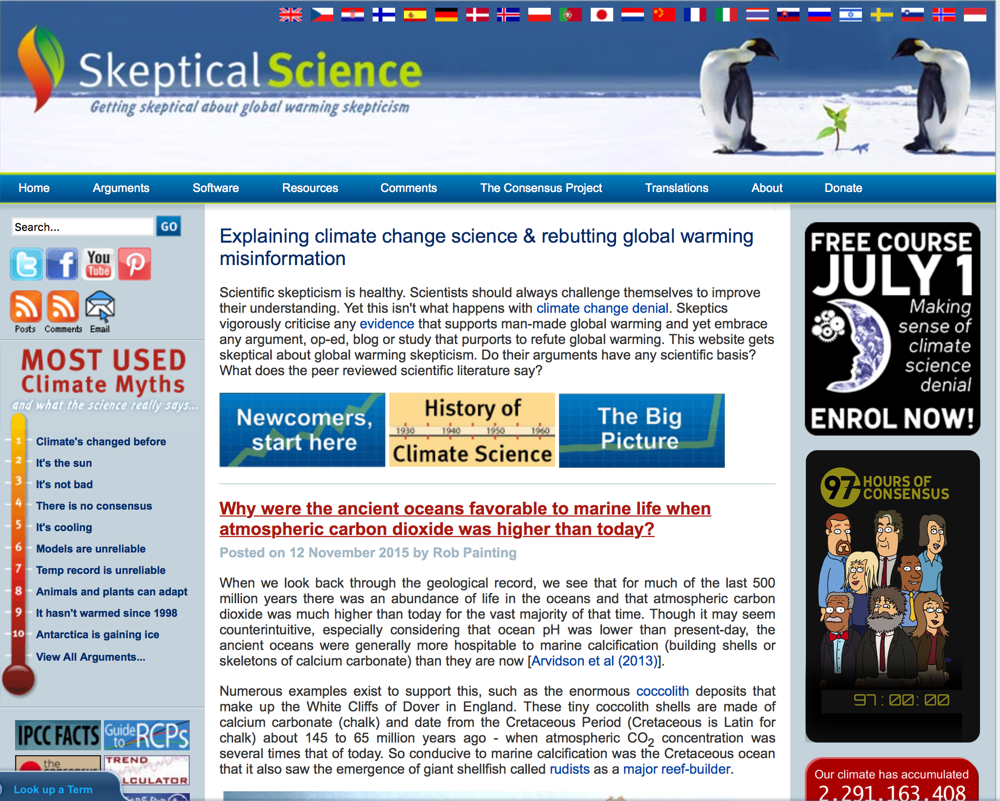 Skeptical Science
Getting skeptical about global warming skepticism
Home Arguments Software Resources Comments The Consensus Project Translations About Donate
Search... GO
You
Tube
Posts Comments Email
MOST USED
Climate Myths
and what the science really says...
1 Climate's changed before
2 It's the sun
3 It's not bad
4 There is no consensus
5 It's cooling
6 Models are unreliable
7 Temp record is unreliable
8 Animals and plants can adapt
9 It hasn't warmed since 1998
10 Antarctica is gaining ice
View All Arguments...
IPCC FACTS
Guide
to RCPs
the
TREND
Look up a Term
Explaining climate change science & rebutting global warming
misinformation
Scientific skepticism is healthy. Scientists should always challenge themselves to improve
their understanding. Yet this isn't what happens with climate change denial. Skeptics
vigorously criticise any evidence that supports man-made global warming and yet embrace
any argument, op-ed, blog or study that purports to refute global warming. This website gets
skeptical about global warming skepticism. Do their arguments have any scientific basis?
What does the peer reviewed scientific literature say?
Newcomers,
start here
History of
1930 1940 1950 1960
Climate Science
The Big
Picture
Why were the ancient oceans favorable to marine life when
atmospheric carbon dioxide was higher than today?
Posted on 12 November 2015 by Rob Painting
When we look back through the geological record, we see that for much of the last 500
million years there was an abundance of life in the oceans and that atmospheric carbon
dioxide was much higher than today for the vast majority of that time. Though it may seem
counterintuitive, especially considering that ocean pH was lower than present-day, the
ancient oceans were generally more hospitable to marine calcification (building shells or
skeletons of calcium carbonate) than they are now [Arvidson et al (2013)].
Numerous examples exist to support this, such as the enormous coccolith deposits that
make up the White Cliffs of Dover in England. These tiny coccolith shells are made of
calcium carbonate (chalk) and date from the Cretaceous Period (Cretaceous is Latin for
chalk) about 145 to 65 million years ago - when atmospheric CO2 concentration was
several times that of today. So conducive to marine calcification was the Cretaceous ocean
that it also saw the emergence of giant shellfish called rudists as a major reef-builder.
FREE COURSE
JULY 1
Making
sense of
climate
science
denial
ENROL NOW!
97 HOURS OF
CONSENSUS
97:00:00
Our climate has accumulated
2,291,163,408